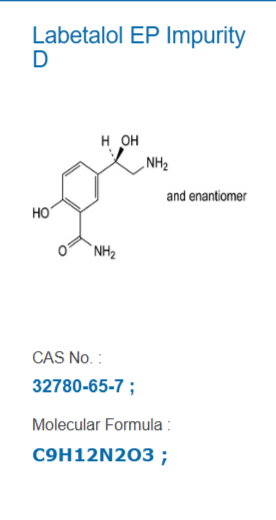 Labetalol EP Impurity
D
H OH
NH2
and enantiomer
HO
O NH2
CAS No. :
32780-65-7 ;
Molecular Formula :
C9H12N2O3 ;